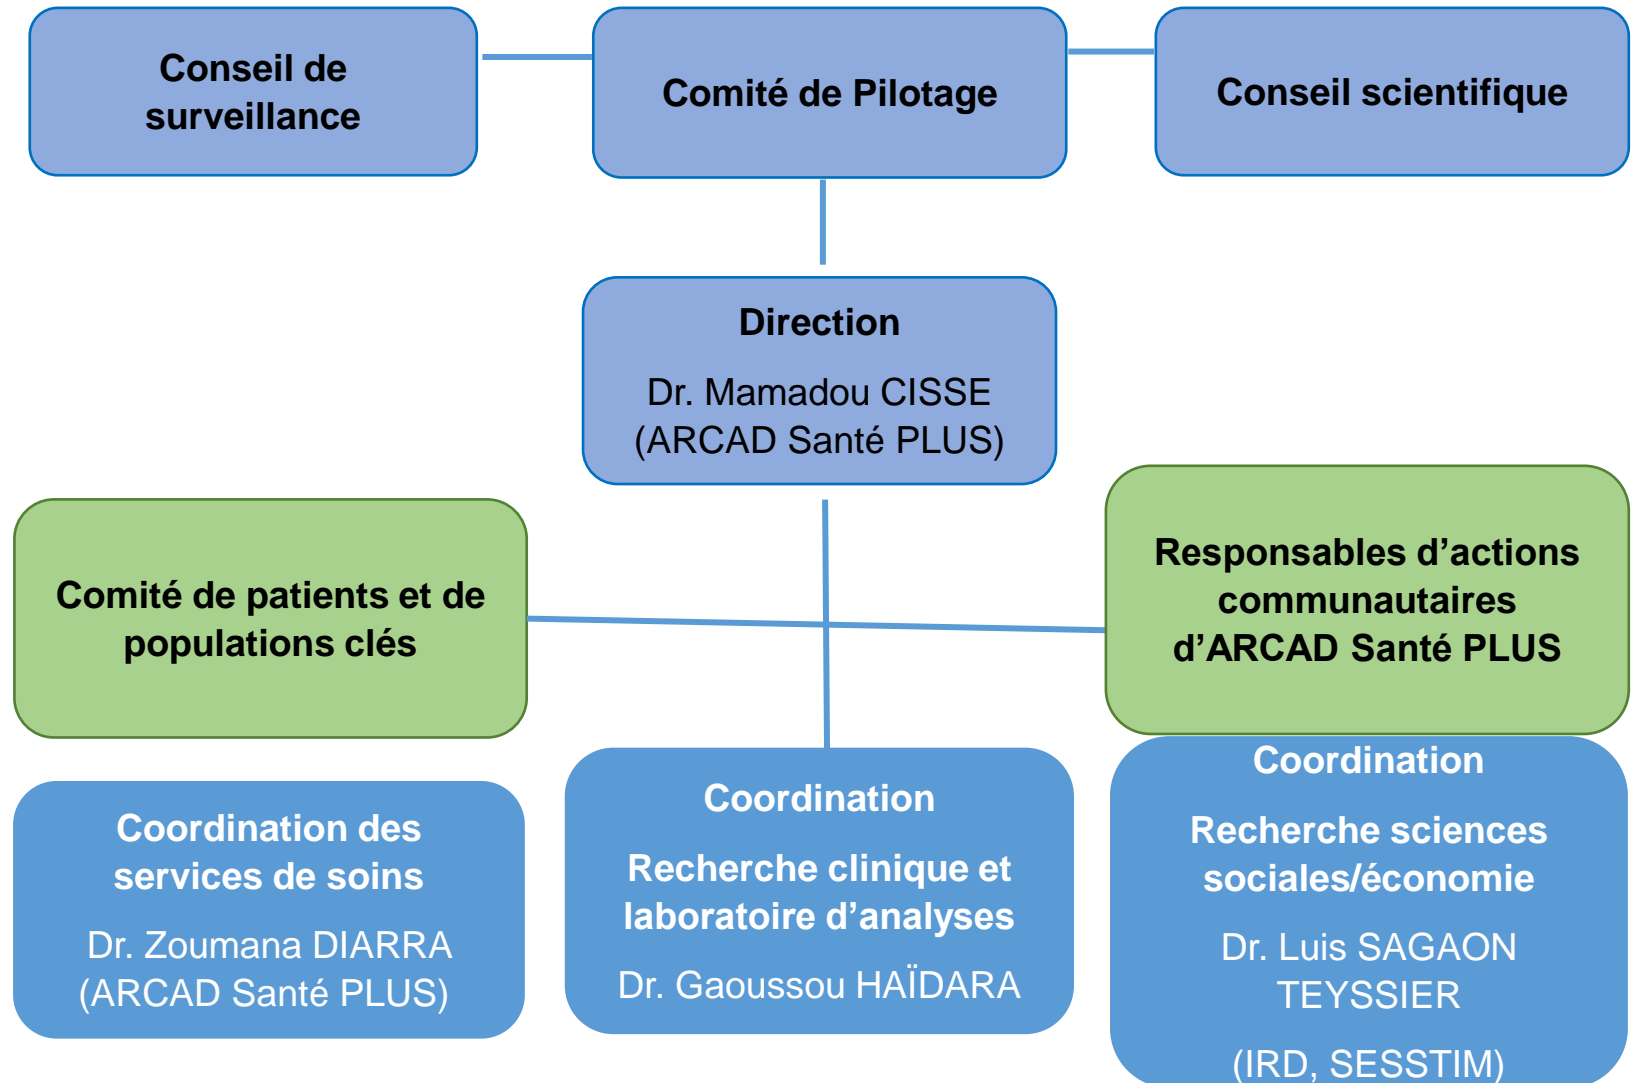 Conseil de
surveillance
Comité de Pilotage
Conseil scientifique
Direction
Dr. Mamadou CISSE
(ARCAD Santé PLUS)
Comité de patients et de
populations clés
Responsables d’actions
communautaires
d’ARCAD Santé PLUS
Coordination des
services de soins
Dr. Zoumana DIARRA
(ARCAD Santé PLUS)
Coordination
Recherche clinique et
laboratoire d’analyses
Dr. Gaoussou HAÏDARA
Coordination
Recherche sciences
sociales/économie
Dr. Luis SAGAON
TEYSSIER
(IRD, SESSTIM)